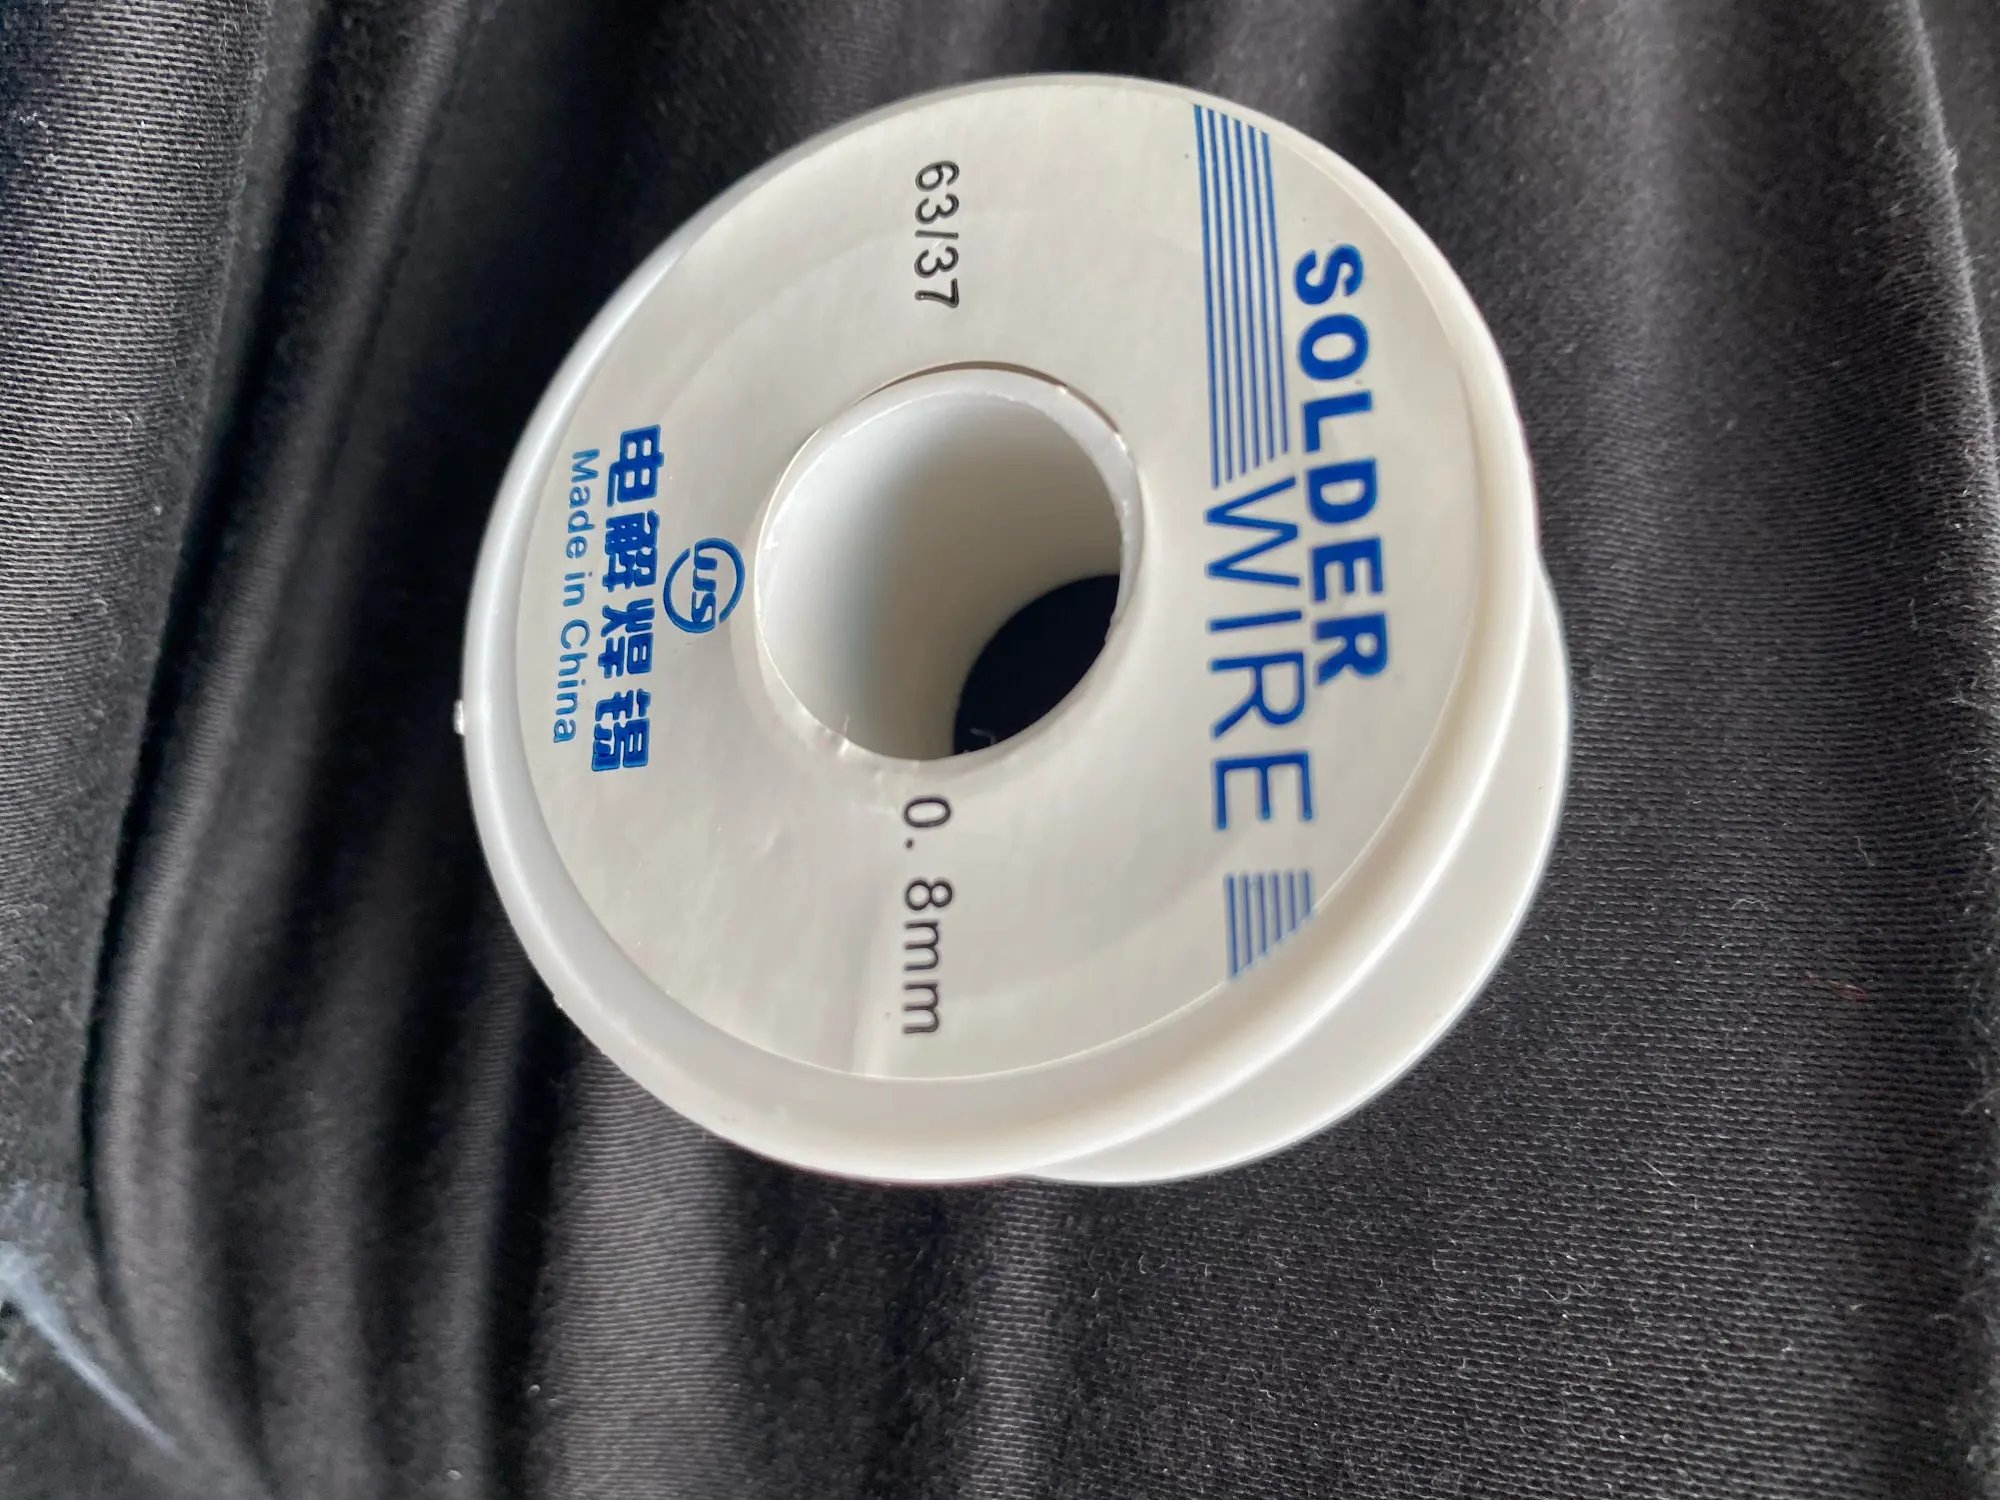 SOLDER
WIRE
63/37
0. 8mm
电解焊锡
Made in China